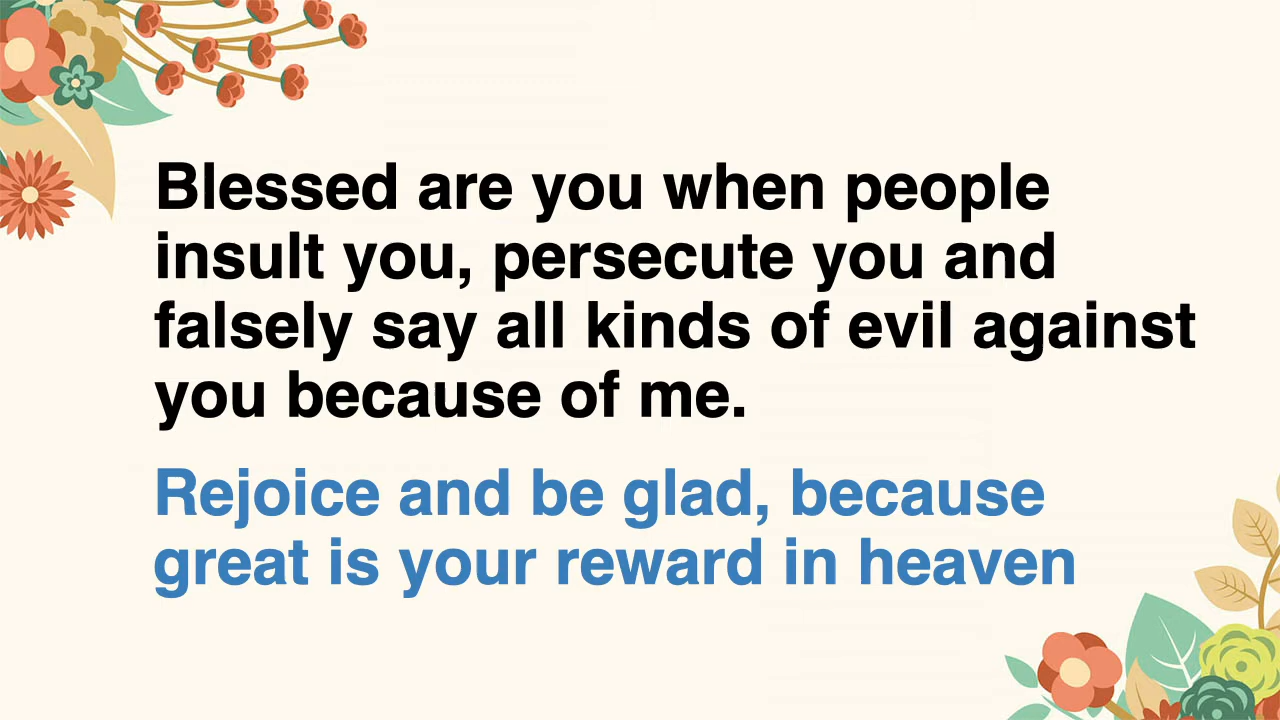 Blessed are you when people
insult you, persecute you and
falsely say all kinds of evil against
you because of me.
Rejoice and be glad, because
great is your reward in heaven